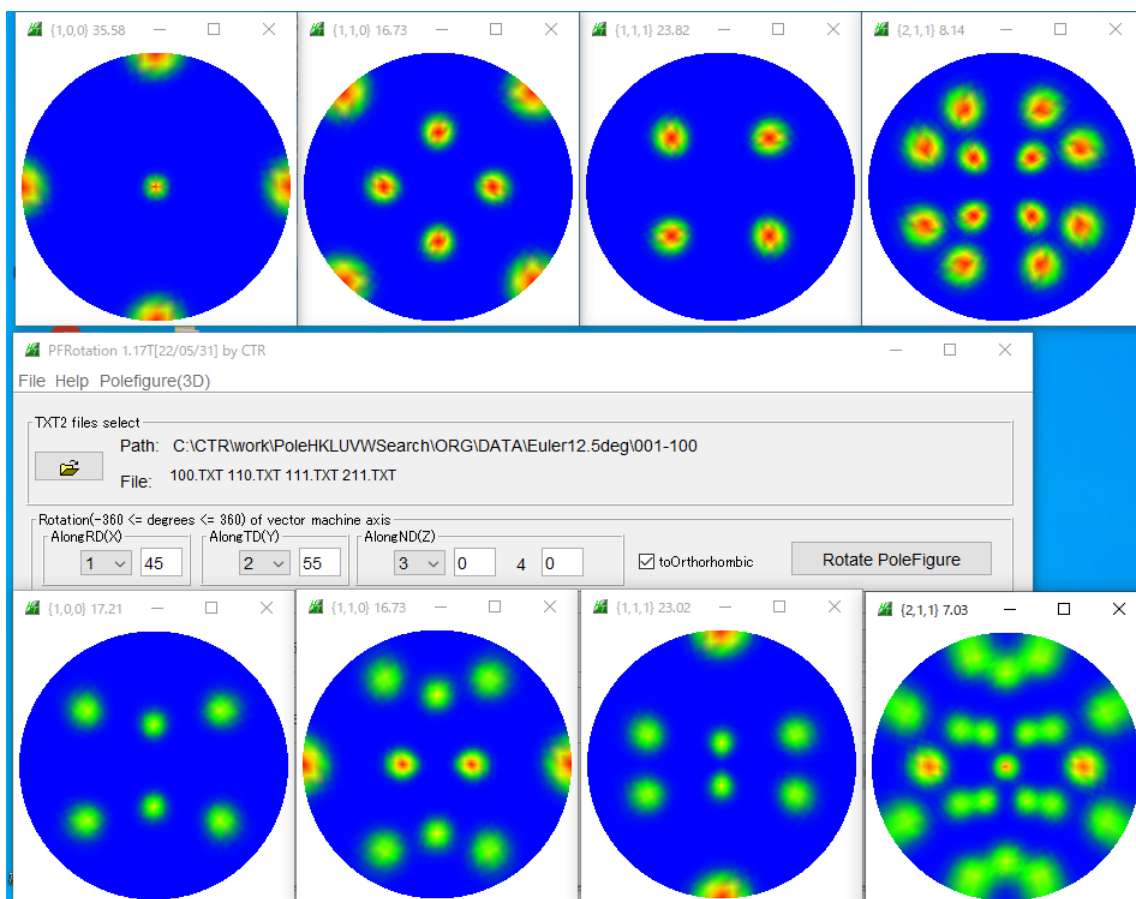 {1,0,0} 35.58
{1,1,0} 16.73
{1,1,1} 23.82
{2,1,1} 8.14
PFRotation 1.17T[22/05/31] by CTR
File Help Polefigure(3D)
TXT2 files select
Path: C:\CTR\work\PoleHKLUVWSearch\ORG\DATA\Euler12.5deg\001-100
File: 100.TXT 110.TXT 111.TXT 211.TXT
Rotation(-360 <= degrees <= 360) of vector machine axis
AlongRD(X) AlongTD(Y) AlongND(Z)
1 45 2 55 3 0 4 0 toOrthorhombic Rotate PoleFigure
{1,0,0} 17.21
{1,1,0} 16.73
{1,1,1} 23.02
{2,1,1} 7.03